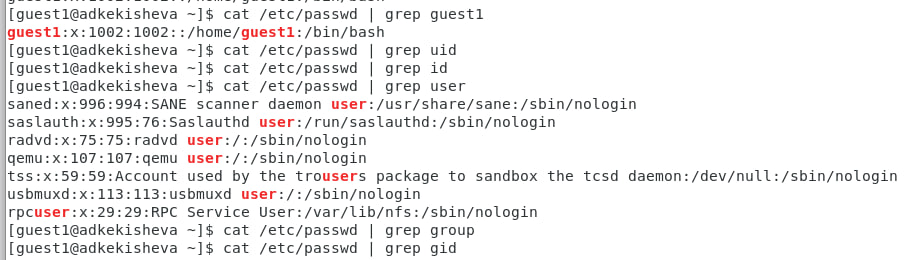 [guest1@adkekisheva ~]$ cat /etc/passwd | grep guest1
guest1:x:1002:1002::/home/guest1:/bin/bash
[guest1@adkekisheva ~]$ cat /etc/passwd | grep uid
[guest1@adkekisheva ~]$ cat /etc/passwd | grep id
[guest1@adkekisheva ~]$ cat /etc/passwd | grep user
saned:x:996:994:SANE scanner daemon user:/usr/share/sane:/sbin/nologin
saslauth:x:995:76:Saslauthd user:/run/saslauthd:/sbin/nologin
radvd:x:75:75:radvd user:/:/sbin/nologin
qemu:x:107:107:qemu user:/:/sbin/nologin
tss:x:59:59:Account used by the trousers package to sandbox the tcsd daemon:/dev/null:/sbin/nologin
usbmuxd:x:113:113:usbmuxd user:/:/sbin/nologin
rpcuser:x:29:29:RPC Service User:/var/lib/nfs:/sbin/nologin
[guest1@adkekisheva ~]$ cat /etc/passwd | grep group
[guest1@adkekisheva ~]$ cat /etc/passwd | grep gid